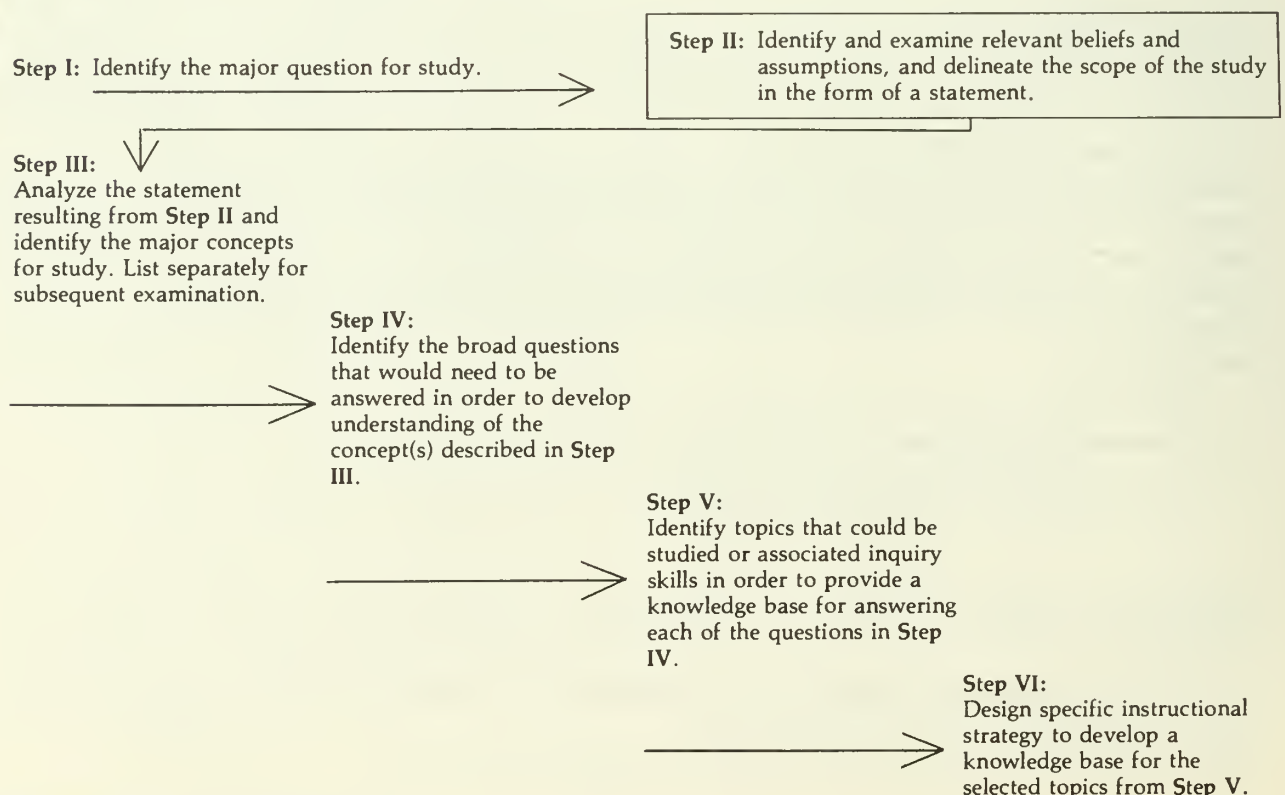 Step I: Identify the major question for study.
Step II: Identify and examine relevant beliefs and
assumptions, and delineate the scope of the study
in the form of a statement.
Step III:
Analyze the statement
resulting from Step II and
identify the major concepts
for study. List separately for
subsequent examination.
Step IV:
Identify the broad questions
that would need to be
answered in order to develop
understanding of the
concept(s) described in Step
III.
Step V:
Identify topics that could be
studied or associated inquiry
skills in order to provide a
knowledge base for answering
each of the questions in Step
IV.
Step VI:
Design specific instructional
strategy to develop a
knowledge base for the
selected topics from Step V.